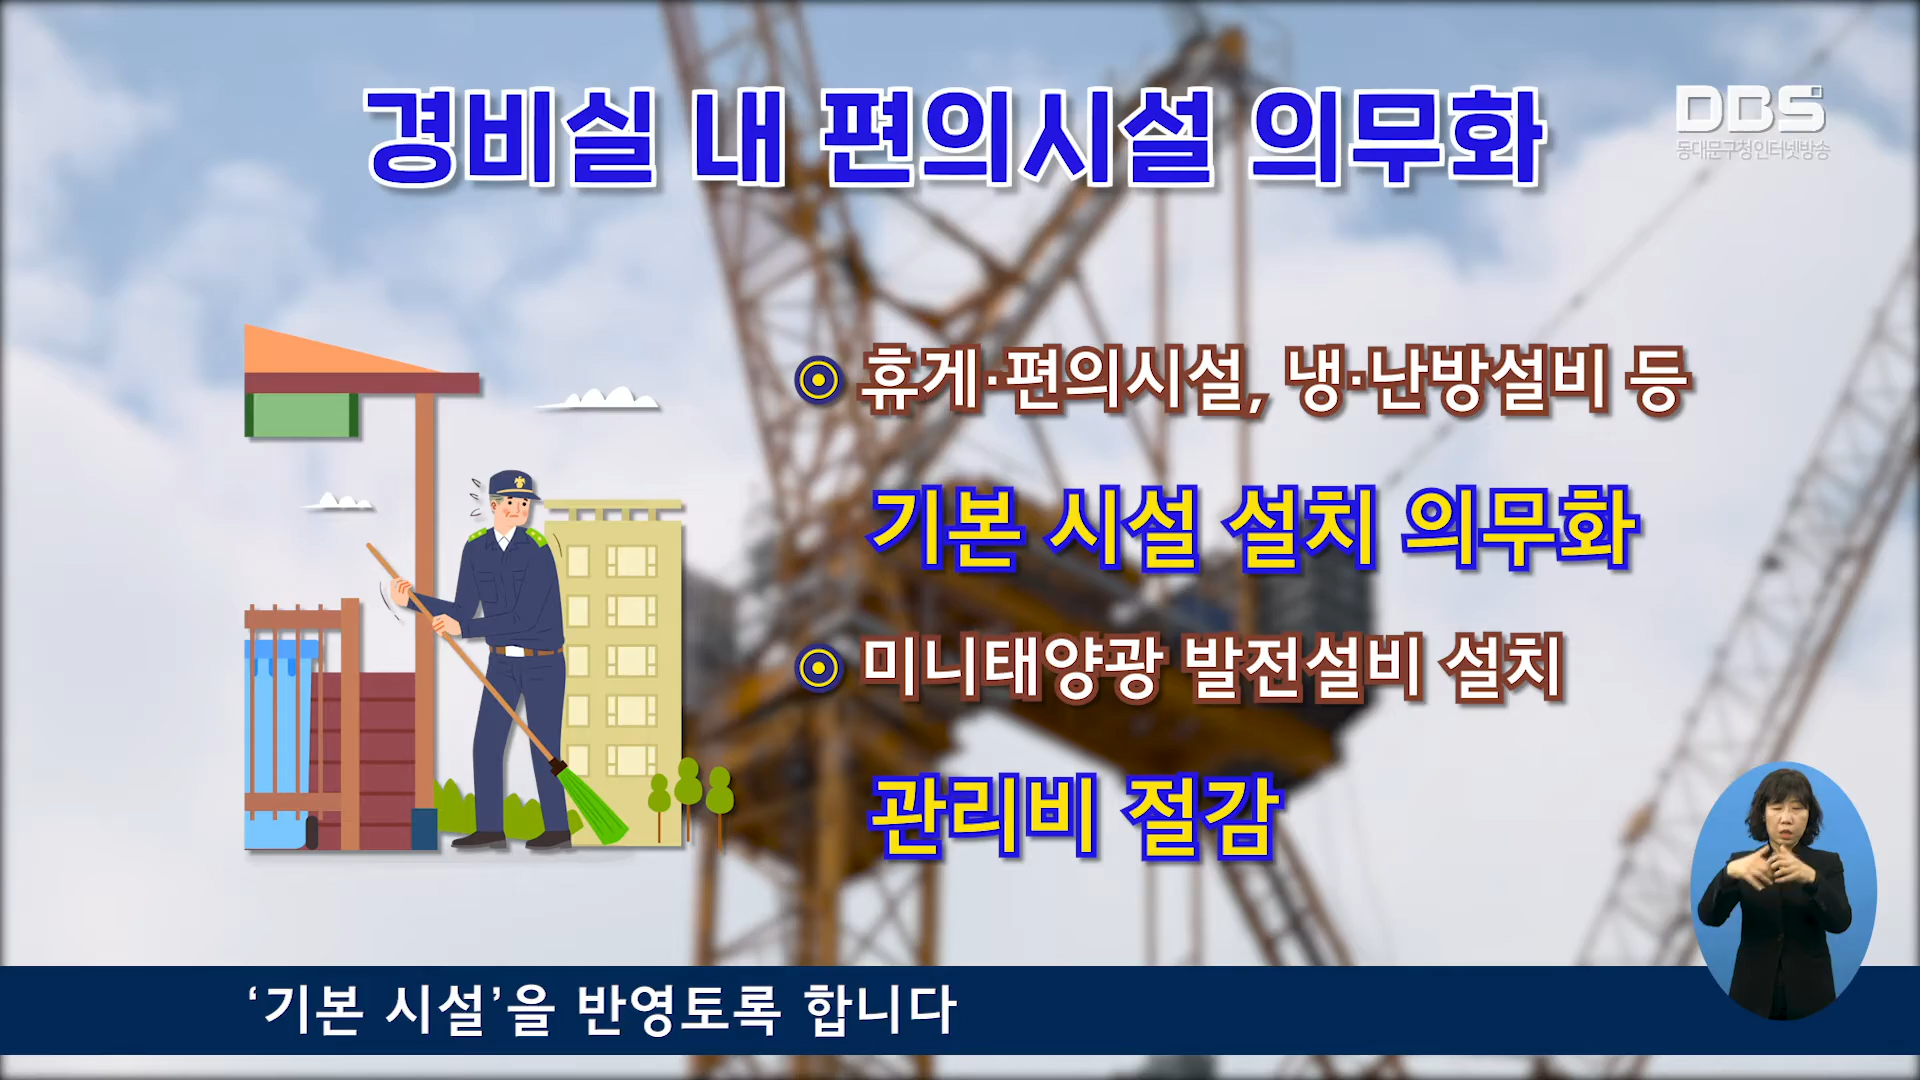 경비실 내 편의시설 의무화
DBS
동대문구청인터넷방송
휴게·편의시설, 냉·난방설비 등
기본 시설 설치 의무화
미니태양광 발전설비 설치
관리비 절감
‘기본 시설’을 반영토록 합니다